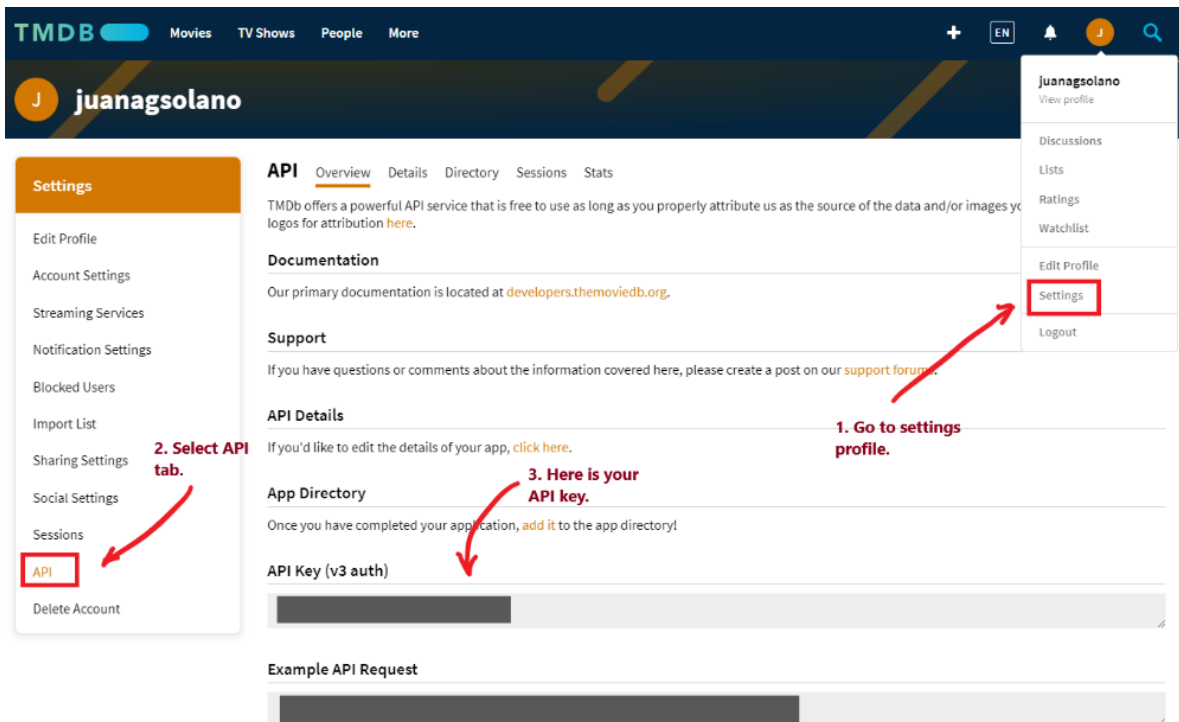 TMDB Movies TV Shows People More + EN J
J juanagsolano
juanagsolano
View profile
Discussions
Lists
Ratings
Watchlist
Edit Profile
Settings
Logout
Settings
Edit Profile
Account Settings
Streaming Services
Notification Settings
Blocked Users
Import List
Sharing Settings
Social Settings
Sessions
API
Delete Account
2. Select API
tab.
API Overview Details Directory Sessions Stats
TMDb offers a powerful API service that is free to use as long as you properly attribute us as the source of the data and/or images
logos for attribution here.
Documentation
Our primary documentation is located at developers.themoviedb.org.
Support
If you have questions or comments about the information covered here, please create a post on our support forums.
1. Go to settings
profile.
API Details
If you'd like to edit the details of your app, click here.
3. Here is your
API key.
App Directory
Once you have completed your application, add it to the app directory!
API Key (v3 auth)
Example API Request